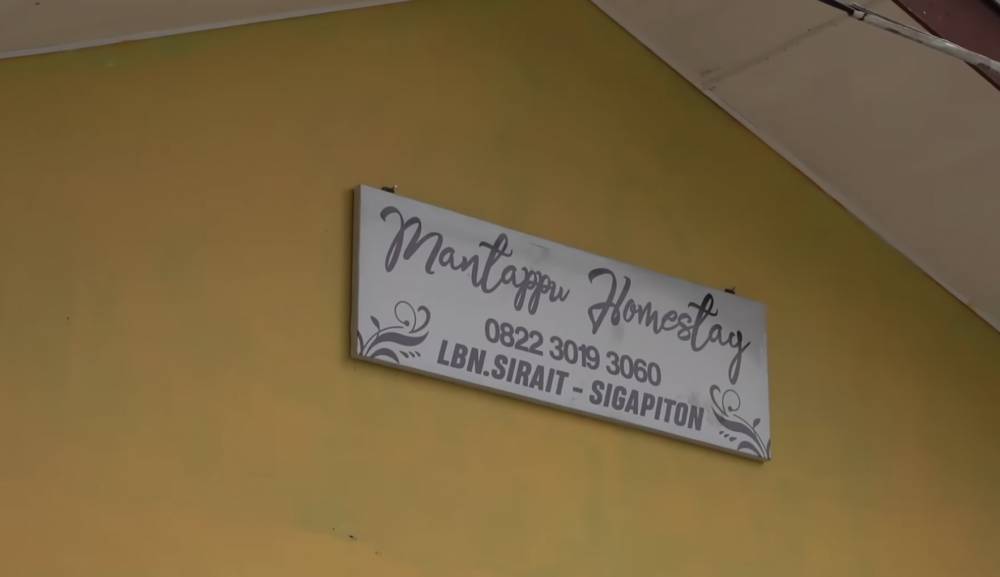 Mantappu Homestay
0822 3019 3060
LBN.SIRAIT - SIGAPITON